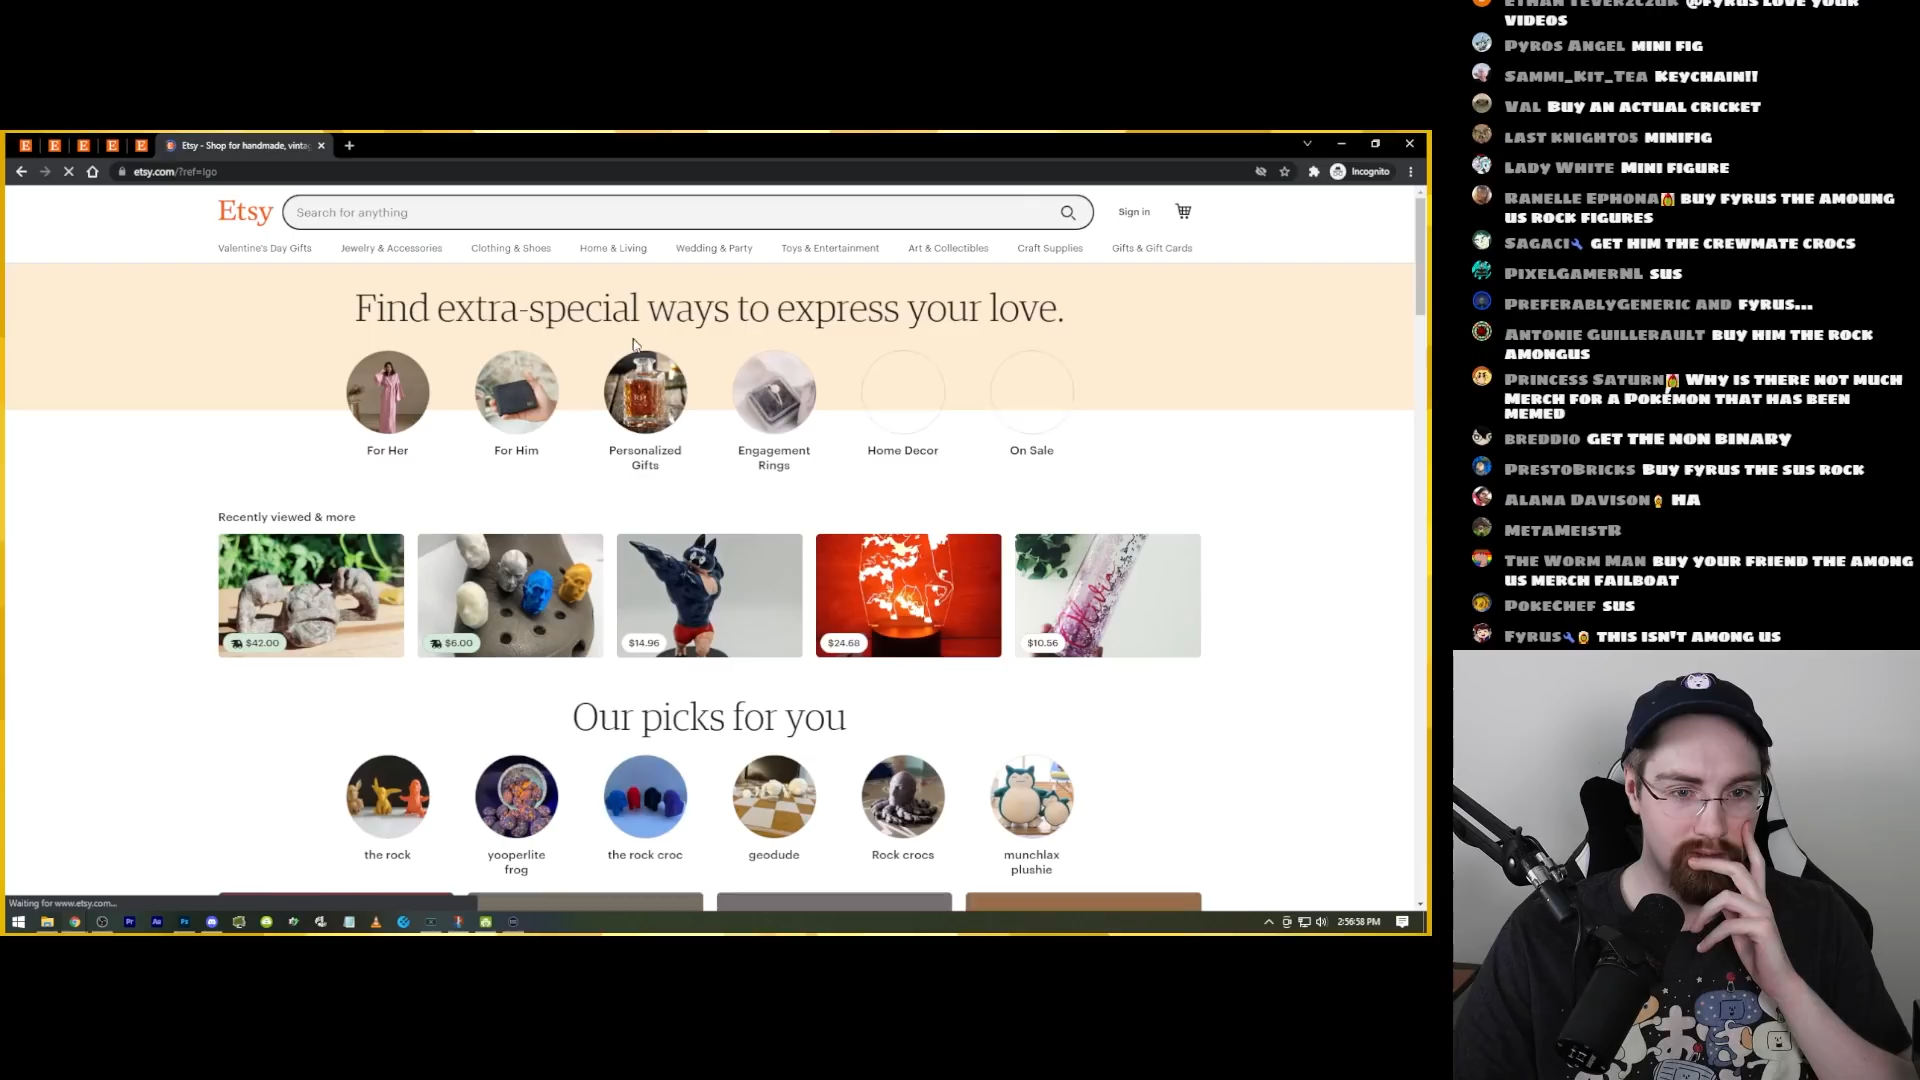 @Fyrus love your
videos
Pyros Angel mini fig
Sammi_Kit_Tea Keychain!!
Val Buy an actual cricket
last knight05 minifig
Lady White Mini figure
Ranelle Ephona buy fyrus the amoung
us rock figures
Sagaci get him the crewmate crocs
PixelGamerNL sus
PreferablyGeneric and fyrus...
Antonie Guillerault buy him the rock
amongus
Princess Saturn Why is there not much
Merch for a Pokémon that has been
memed
breddio get the non binary
PrestoBricks Buy fyrus the sus rock
Alana Davison ha
MetaMeistR
The Worm Man buy your friend the among
us merch failboat
PokeChef sus
Fyrus this isn't among us
Etsy - Shop for handmade, vinta
etsy.com/?ref=lgo
Incognito
Etsy
Search for anything
Sign in
Valentine's Day Gifts
Jewelry & Accessories
Clothing & Shoes
Home & Living
Wedding & Party
Toys & Entertainment
Art & Collectibles
Craft Supplies
Gifts & Gift Cards
Find extra-special ways to express your love.
For Her
For Him
Personalized
Gifts
Engagement
Rings
Home Decor
On Sale
Recently viewed & more
$42.00
$6.00
$14.96
$24.68
$10.56
Our picks for you
the rock
yooperlite
frog
the rock croc
geodude
Rock crocs
munchlax
plushie
Waiting for www.etsy.com...
2:56:58 PM